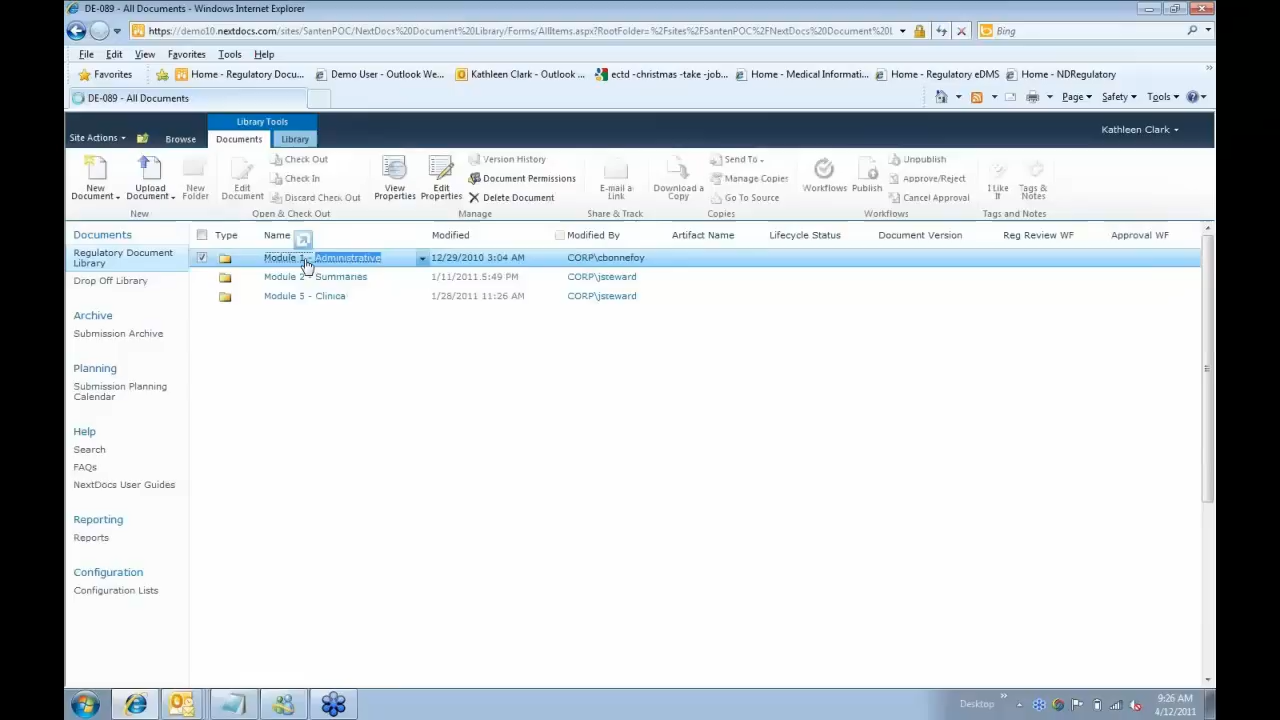 DE-089 - All Documents - Windows Internet Explorer
https://demo10.nextdocs.com/sites/SantenPOC/NextDocs%20Document%20Library/Forms/AllItems.aspx?RootFolder=%2Fsites%2FSantenPOC%2FNextDocs%20Document%20L
Bing
File Edit View Favorites Tools Help
Favorites Home - Regulatory Docu... Demo User - Outlook We... Kathleen Clark - Outlook ... ectd -christmas -take -job... Home - Medical Informati... Home - Regulatory eDMS Home - NDRegulatory
DE-089 - All Documents Page Safety Tools
Library Tools
Site Actions Browse Documents Library Kathleen Clark
New Document Upload Document New Folder Edit Document Check Out Check In Discard Check Out View Properties Edit Properties Version History Document Permissions Delete Document E-mail a Link Download a Copy Send To Manage Copies Go To Source Workflows Publish Unpublish Approve/Reject Cancel Approval I Like It Tags & Notes
New Open & Check Out Manage Share & Track Copies Workflows Tags and Notes
Documents
Regulatory Document Library
Drop Off Library
Archive
Submission Archive
Planning
Submission Planning Calendar
Help
Search
FAQs
NextDocs User Guides
Reporting
Reports
Configuration
Configuration Lists
Type Name Modified Modified By Artifact Name Lifecycle Status Document Version Reg Review WF Approval WF
Module 1 - Administrative 12/29/2010 3:04 AM CORP\cbonnefoy
Module 2 - Summaries 1/11/2011 5:49 PM CORP\jsteward
Module 5 - Clinical 1/28/2011 11:26 AM CORP\jsteward
Desktop
9:26 AM
4/12/2011